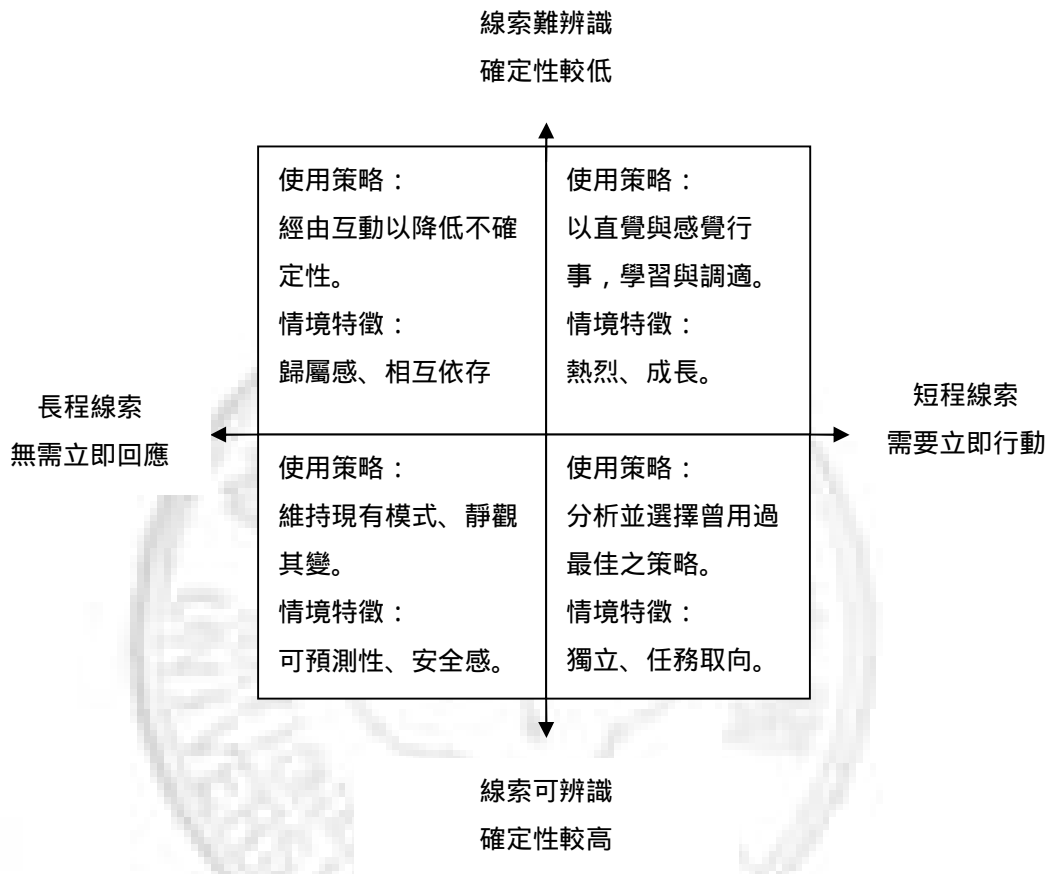 線索難辨識
確定性較低
使用策略：
經由互動以降低不確
定性。
情境特徵：
歸屬感、相互依存
使用策略：
以直覺與感覺行
事，學習與調適。
情境特徵：
熱烈、成長。
長程線索
無需立即回應
短程線索
需要立即行動
使用策略：
維持現有模式、靜觀
其變。
情境特徵：
可預測性、安全感。
使用策略：
分析並選擇曾用過
最佳之策略。
情境特徵：
獨立、任務取向。
線索可辨識
確定性較高